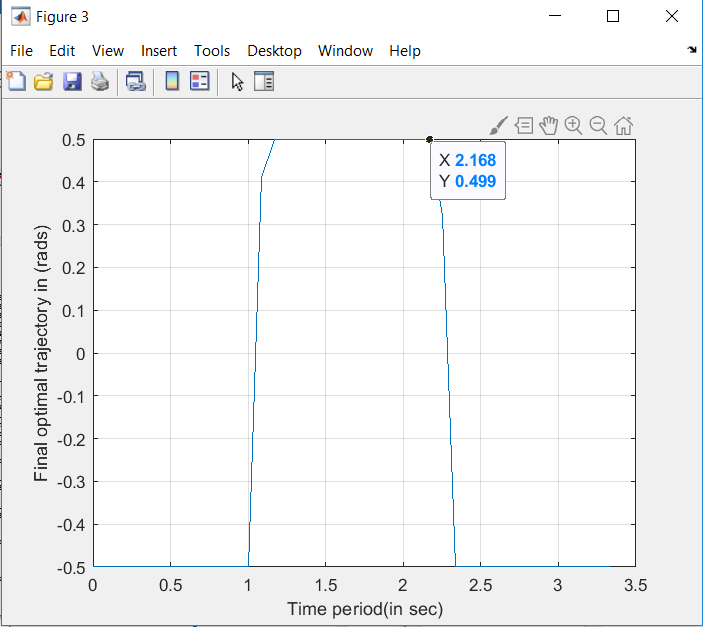 Figure 3
File Edit View Insert Tools Desktop Window Help
X 2.168
Y 0.499
0.5
0.4
0.3
0.2
0.1
0
-0.1
-0.2
-0.3
-0.4
-0.5
Final optimal trajectory in (rads)
0 0.5 1 1.5 2 2.5 3 3.5
Time period(in sec)